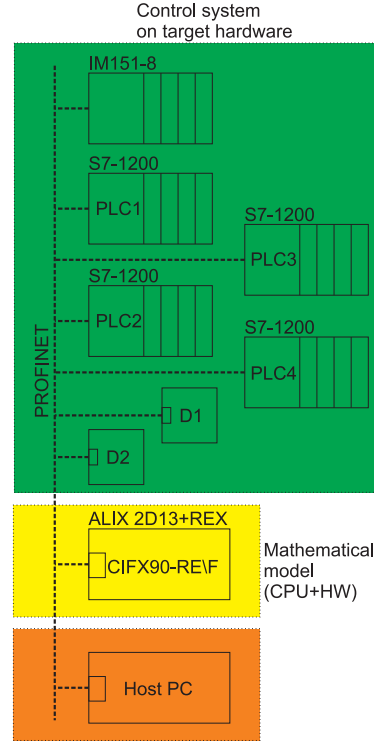 Control system
on target hardware
IM151-8
S7-1200
PLC1
S7-1200
PLC3
S7-1200
PLC2
S7-1200
PLC4
PROFINET
D1
D2
ALIX 2D13+REX
CIFX90-RE\F
Mathematical
model
(CPU+HW)
Host PC